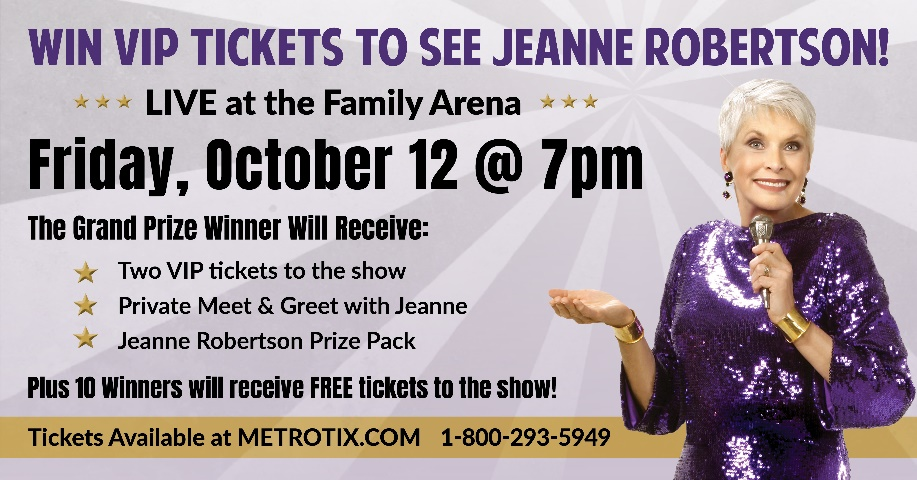 WIN VIP TICKETS TO SEE JEANNE ROBERTSON!
LIVE at the Family Arena
Friday, October 12 @ 7pm
The Grand Prize Winner Will Receive:
Two VIP tickets to the show
Private Meet & Greet with Jeanne
Jeanne Robertson Prize Pack
Plus 10 Winners will receive FREE tickets to the show!
Tickets Available at METROTIX.COM 1-800-293-5949